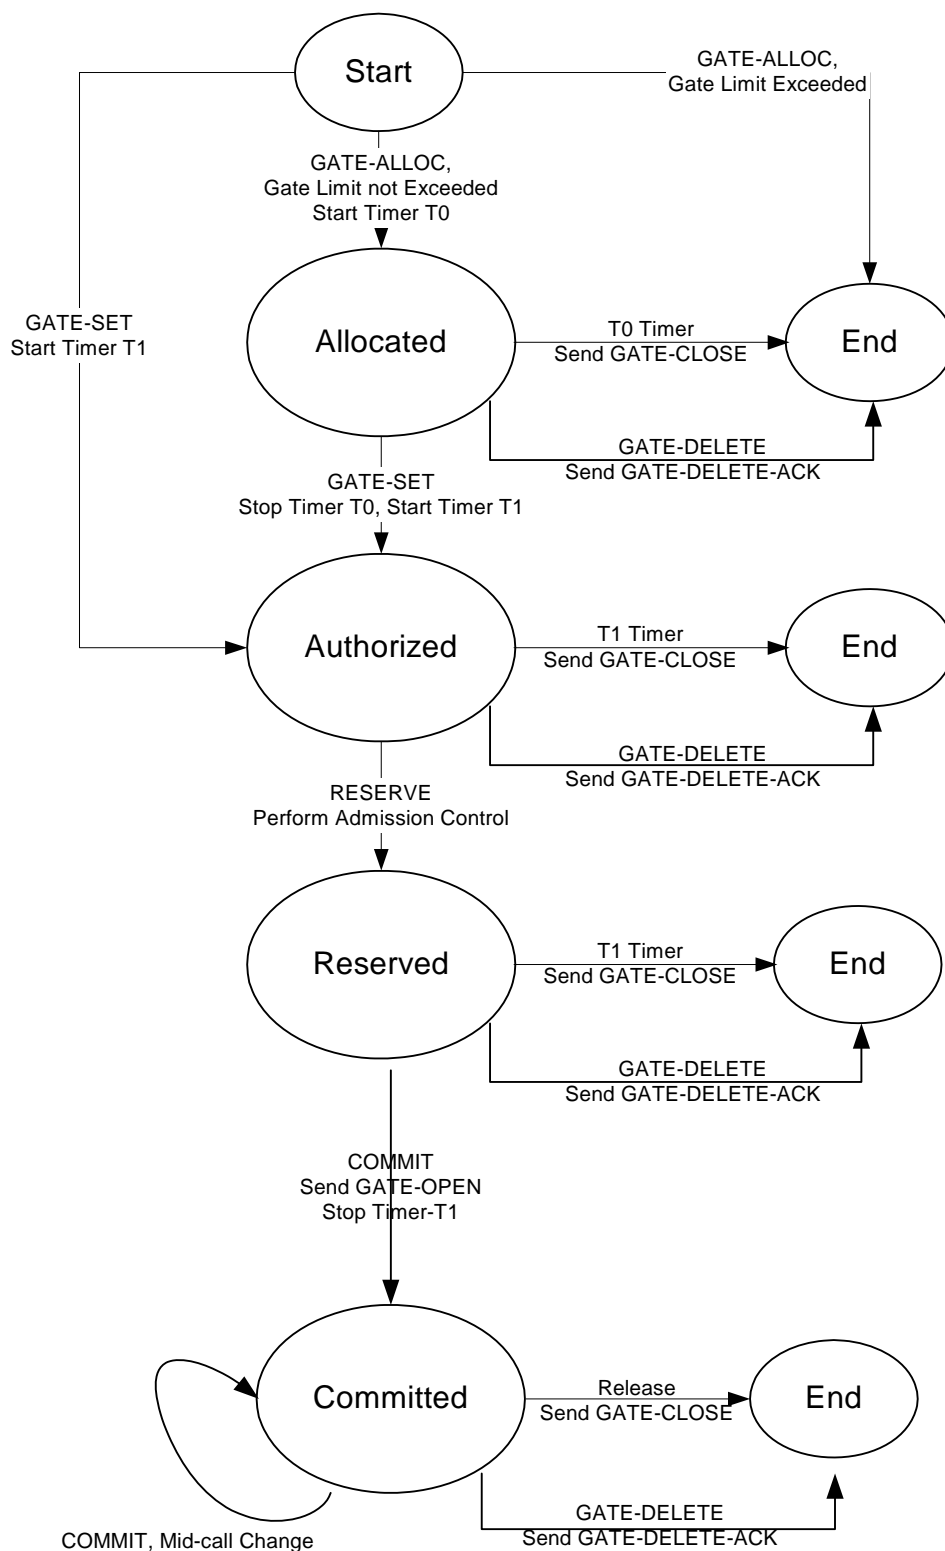 Start
GATE-ALLOC,
Gate Limit Exceeded
GATE-ALLOC,
Gate Limit not Exceeded
Start Timer T0
GATE-SET
Start Timer T1
Allocated
T0 Timer
Send GATE-CLOSE
End
GATE-DELETE
Send GATE-DELETE-ACK
GATE-SET
Stop Timer T0, Start Timer T1
Authorized
T1 Timer
Send GATE-CLOSE
End
GATE-DELETE
Send GATE-DELETE-ACK
RESERVE
Perform Admission Control
Reserved
T1 Timer
Send GATE-CLOSE
End
GATE-DELETE
Send GATE-DELETE-ACK
COMMIT
Send GATE-OPEN
Stop Timer-T1
Committed
Release
Send GATE-CLOSE
End
GATE-DELETE
Send GATE-DELETE-ACK
COMMIT, Mid-call Change